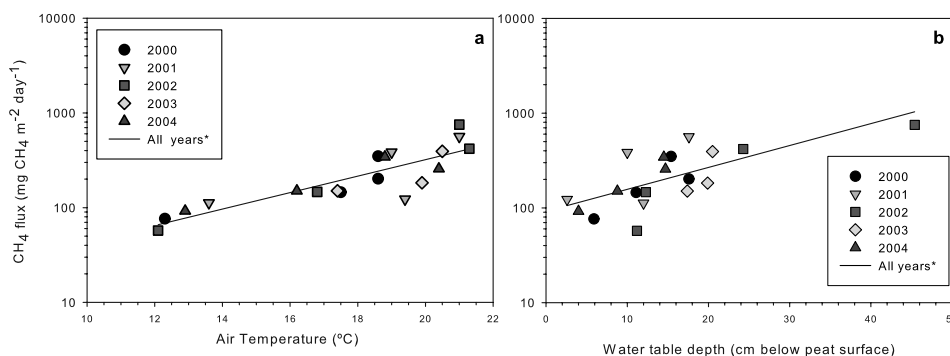 10000
1000
100
10
CH4 flux (mg CH4 m-2 day-1)
a
2000
2001
2002
2003
2004
All years*
10 12 14 16 18 20 22
Air Temperature (ºC)
10000
1000
100
10
b
2000
2001
2002
2003
2004
All years*
0 10 20 30 40
Water table depth (cm below peat surface)